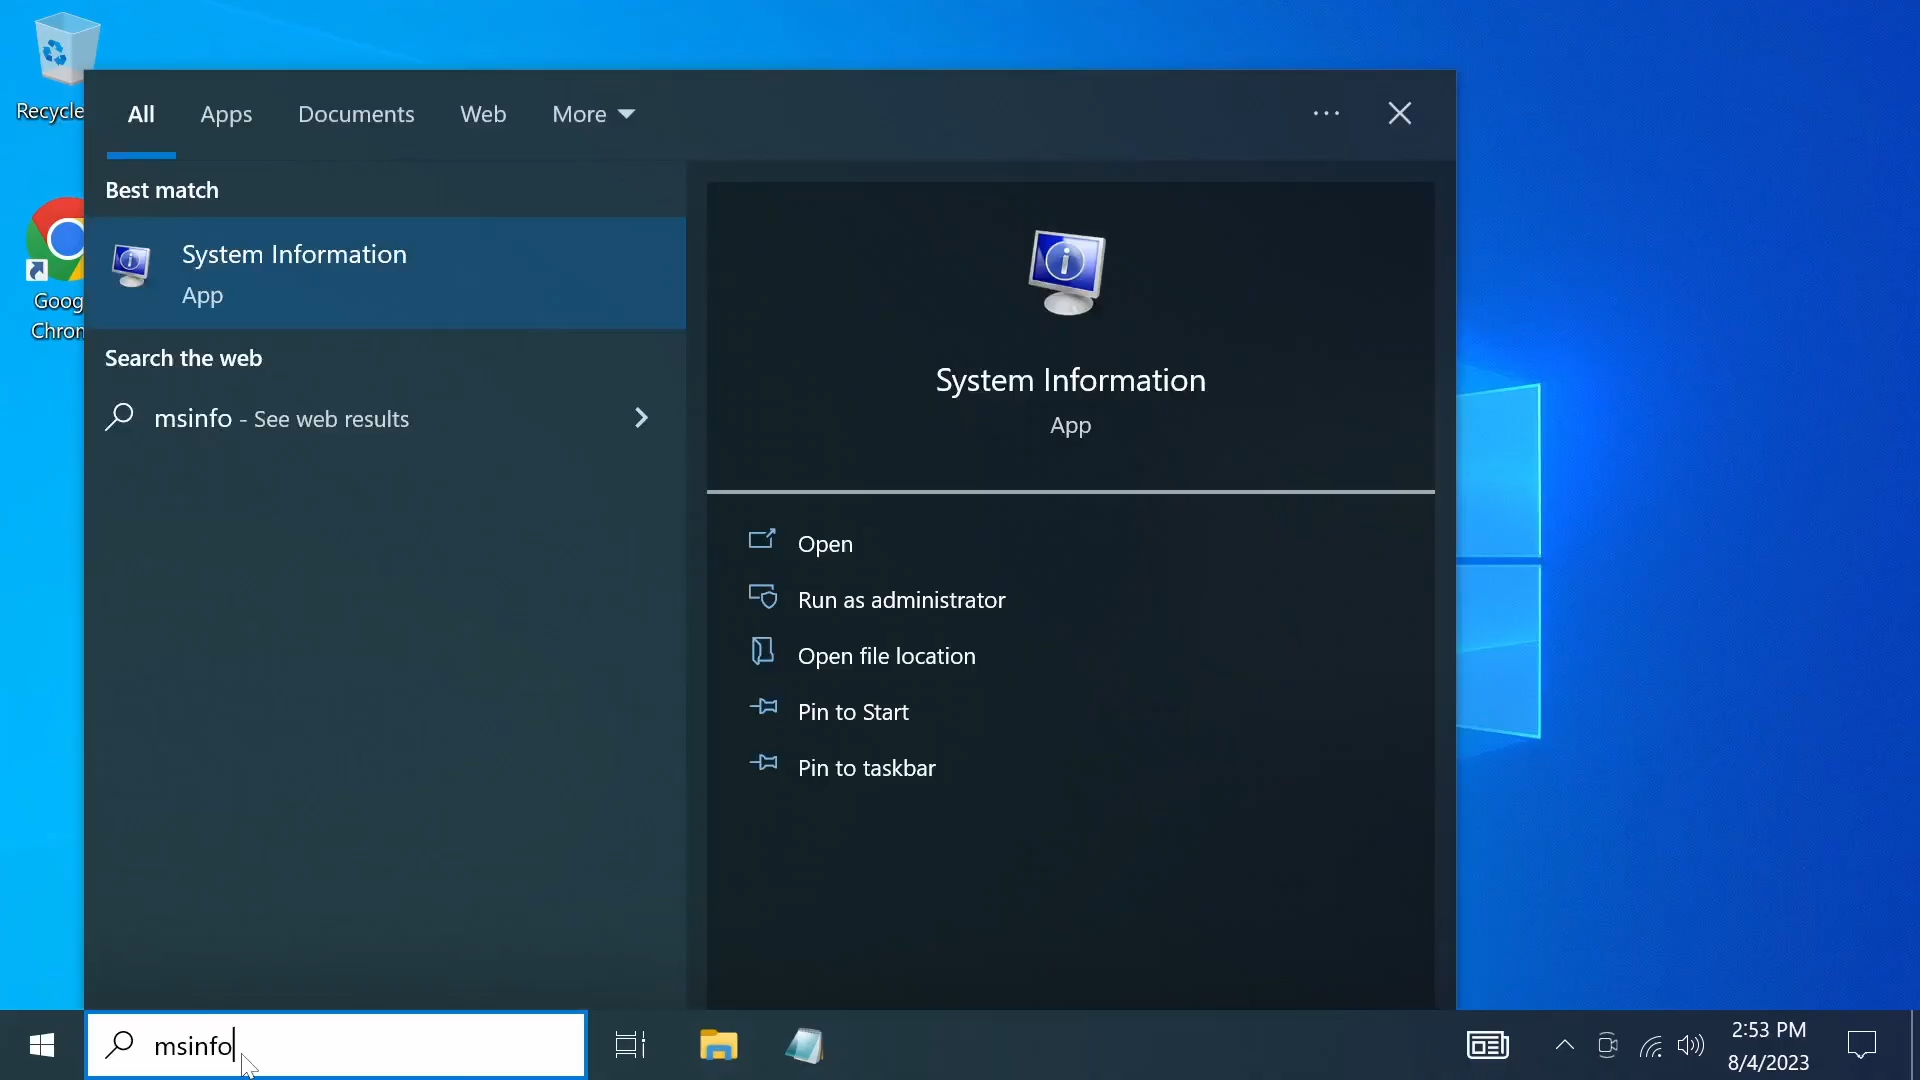 Recycle
All Apps Documents Web More
Best match
System Information
App
Search the web
msinfo - See web results
Goog
Chron
System Information
App
Open
Run as administrator
Open file location
Pin to Start
Pin to taskbar
msinfo
2:53 PM
8/4/2023